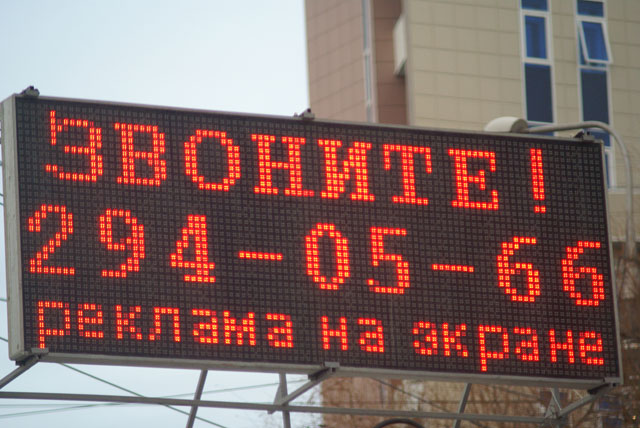 ЗВОНИТЕ!
294-05-66
реклама на экране